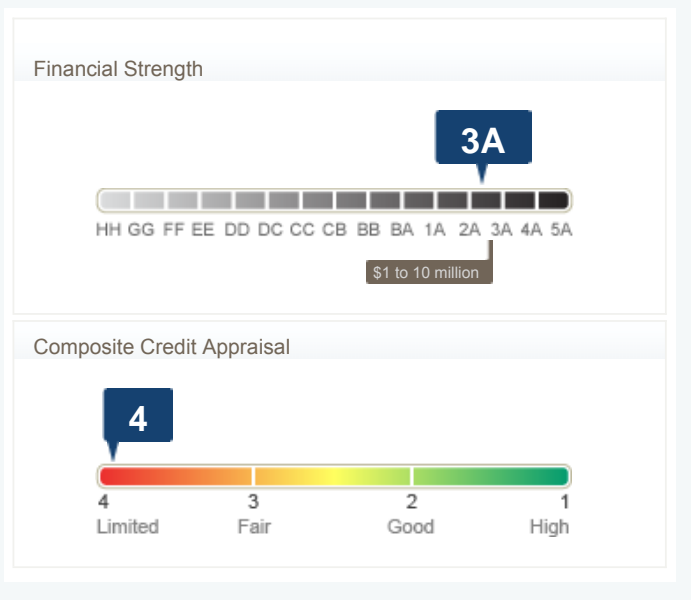 Financial Strength
3A
HH GG FF EE DD DC CC CB BB BA 1A 2A 3A 4A 5A
$1 to 10 million
Composite Credit Appraisal
4
4 3 2 1
Limited Fair Good High